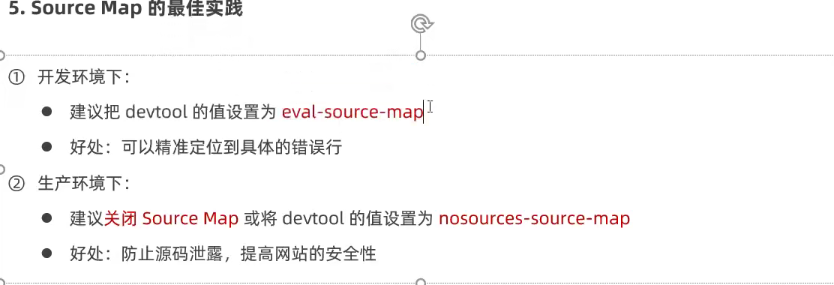 5. Source Map 的最佳实践
① 开发环境下：
● 建议把 devtool 的值设置为 eval-source-map
● 好处：可以精准定位到具体的错误行
② 生产环境下：
● 建议关闭 Source Map 或将 devtool 的值设置为 nosources-source-map
● 好处：防止源码泄露，提高网站的安全性